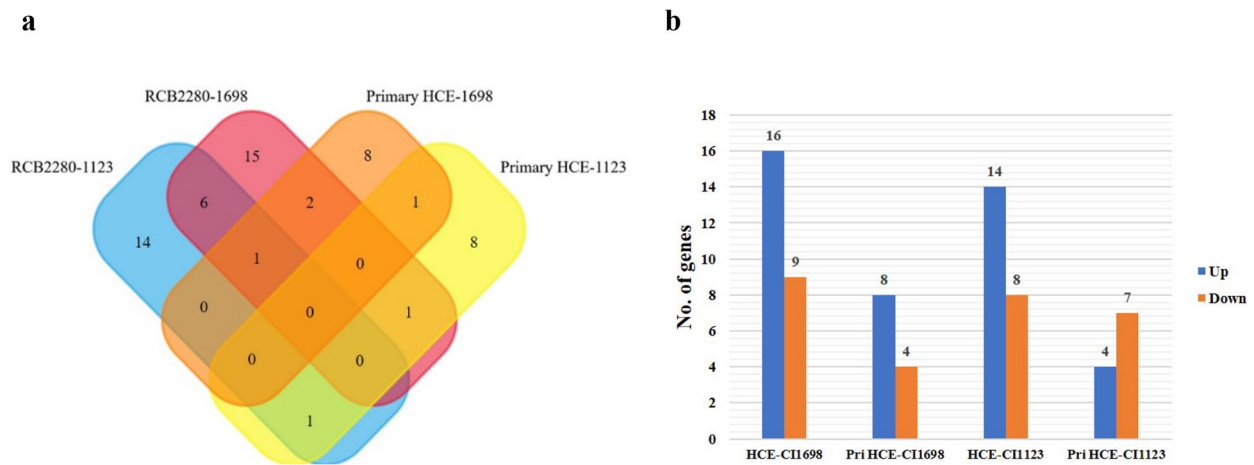 a
b
RCB2280-1698
Primary HCE-1698
RCB2280-1123
Primary HCE-1123
15
8
6
2
1
14
1
0
8
0
0
1
0
0
1
No. of genes
18
16
14
12
10
8
6
4
2
0
16
9
8
4
14
8
4
7
HCE-CI1698
Pri HCE-CI1698
HCE-CI1123
Pri HCE-CI1123
Up
Down